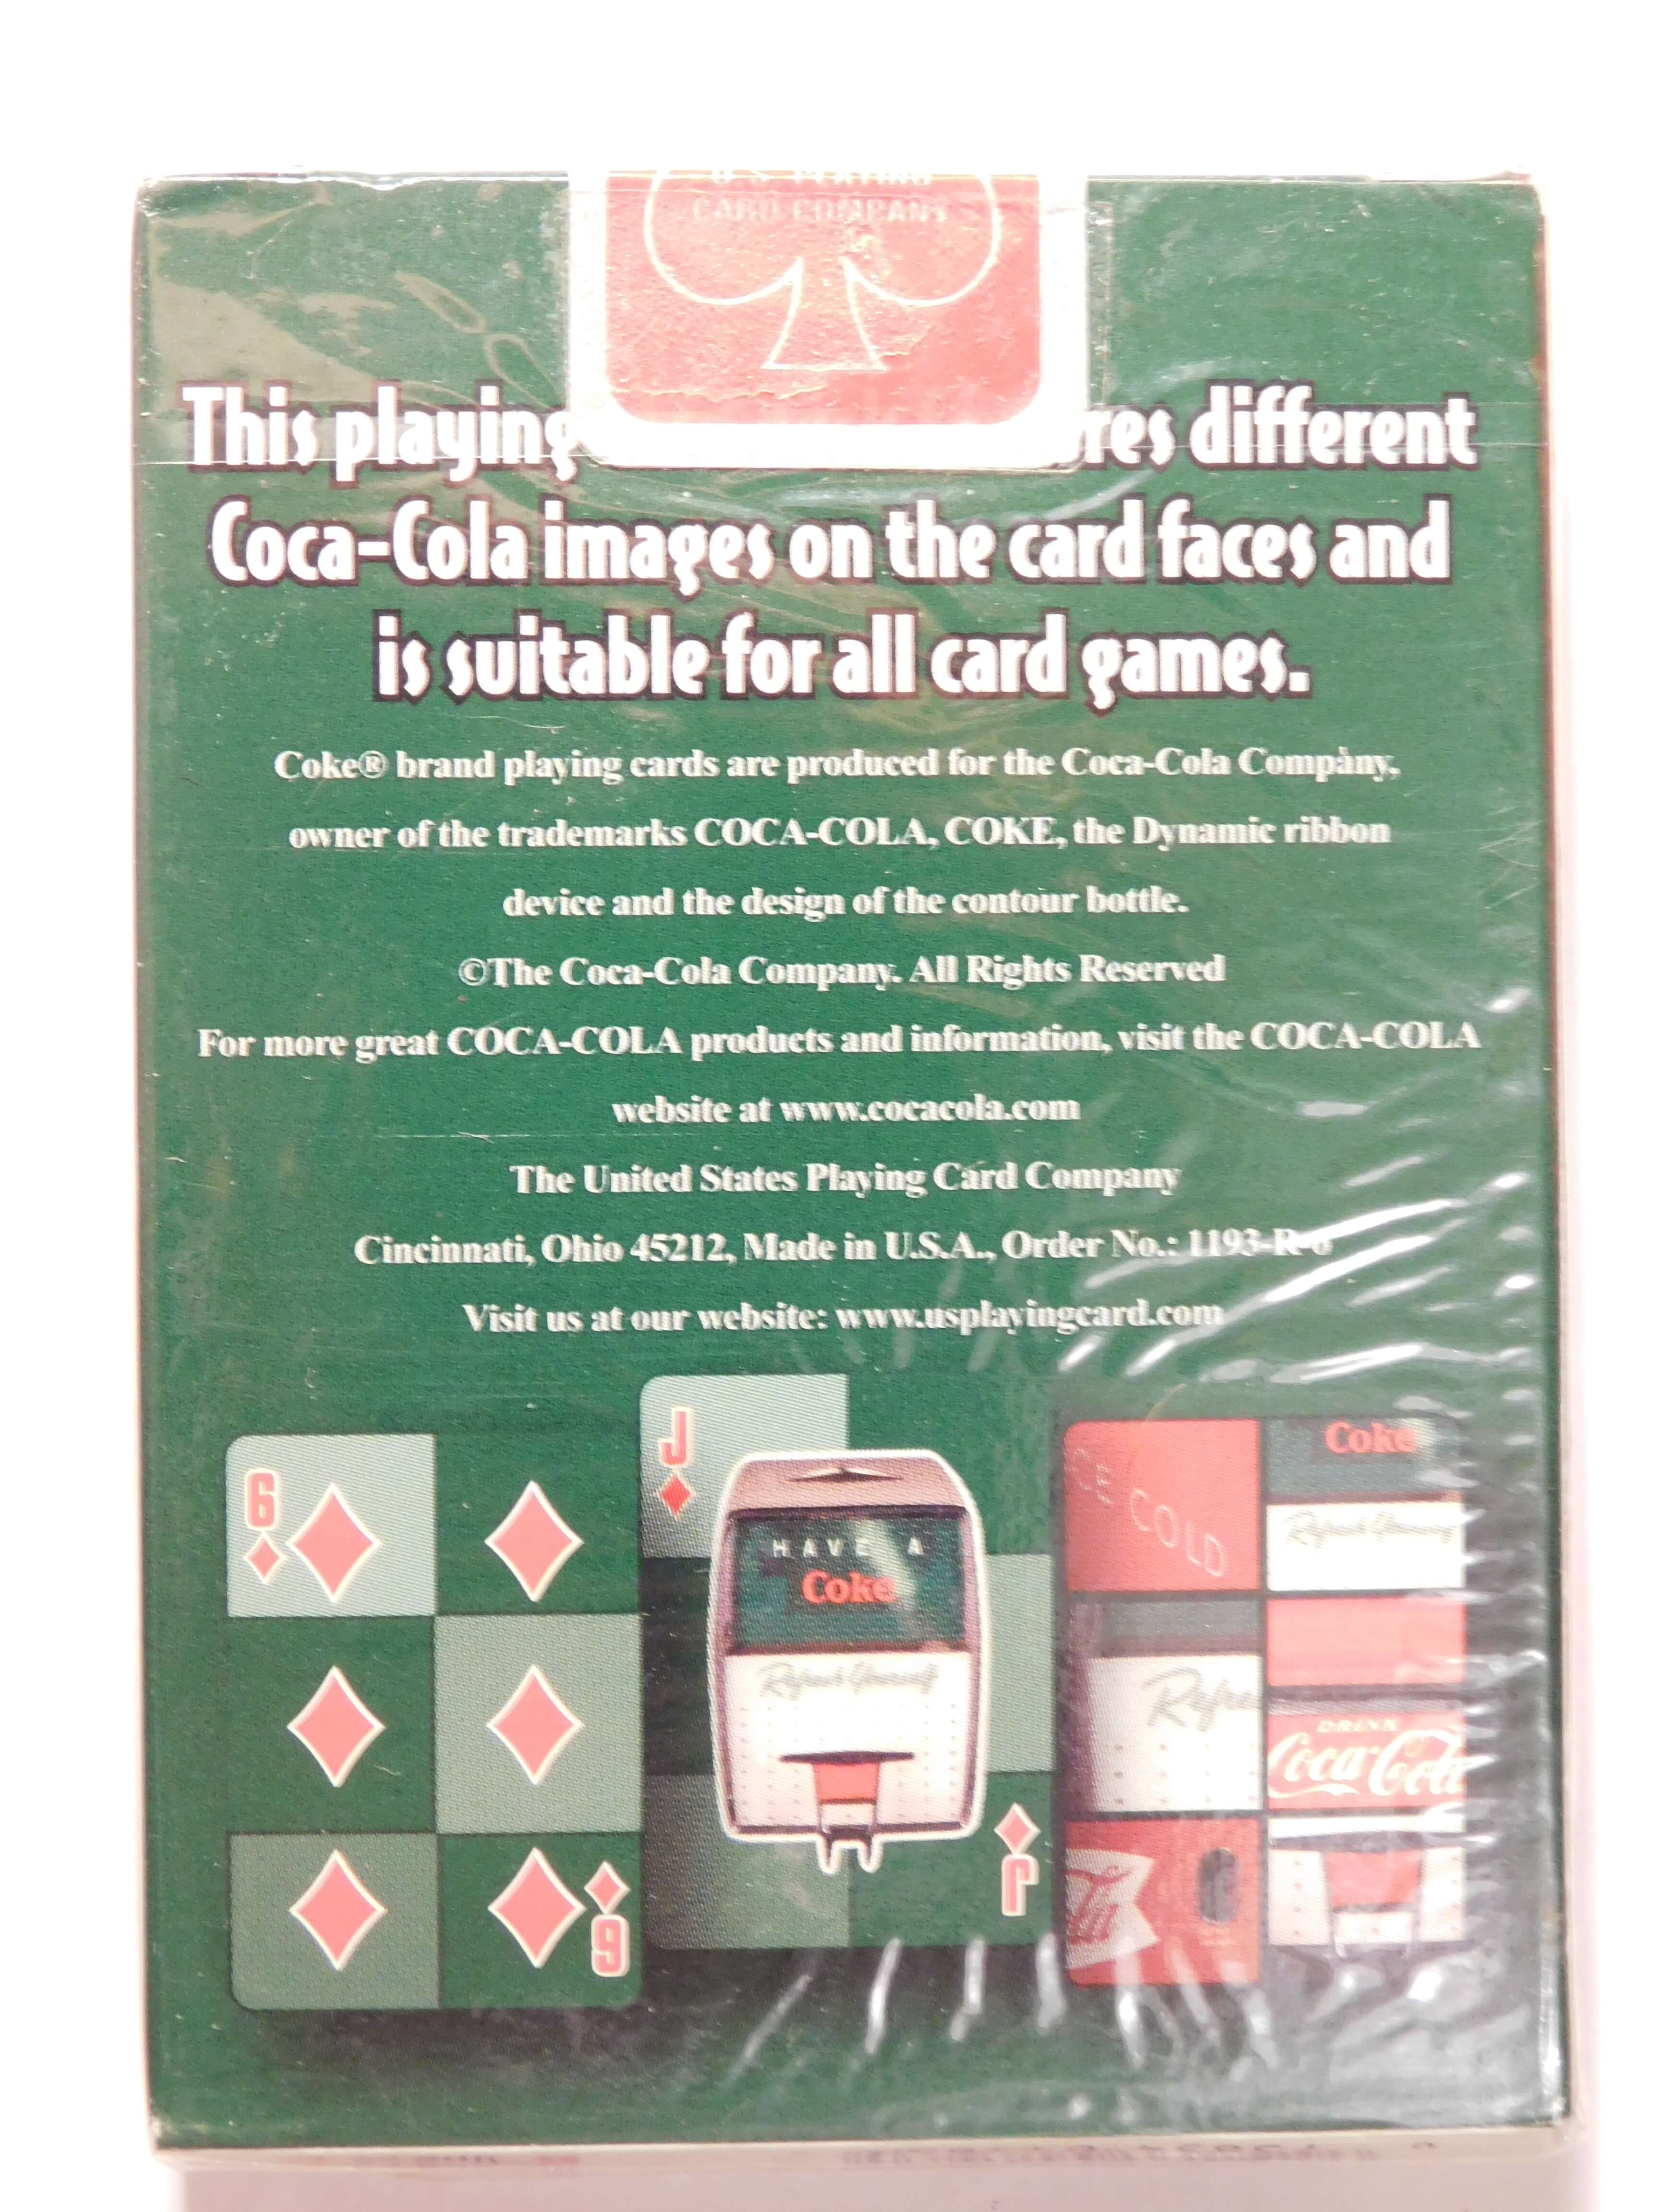 U.S. PLAYING
CARD COMPANY
This playing res different
Coca-Cola images on the card faces and
is suitable for all card games.
Coke® brand playing cards are produced for the Coca-Cola Company,
owner of the trademarks COCA-COLA, COKE, the Dynamic ribbon
device and the design of the contour bottle.
©The Coca-Cola Company. All Rights Reserved
For more great COCA-COLA products and information, visit the COCA-COLA
website at www.cocacola.com
The United States Playing Card Company
Cincinnati, Ohio 45212, Made in U.S.A., Order No.: 1193-R-6
Visit us at our website: www.usplayingcard.com
6
6
J
HAVE A
Coke
Refresh Yourself
J
CE COLD
Coke
Refresh Yourself
Refre
DRINK
Coca-Cola